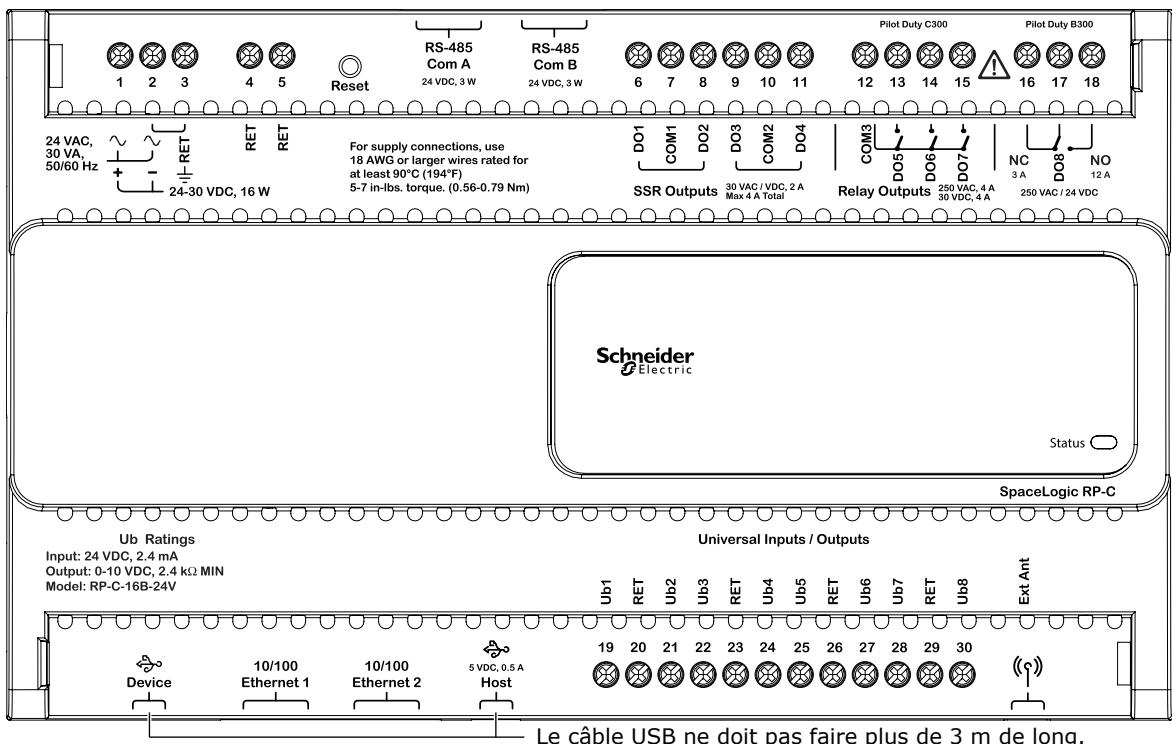 Pilot Duty C300
Pilot Duty B300
RS-485
Com A
24 VDC, 3 W
RS-485
Com B
24 VDC, 3 W
1 2 3 4 5
Reset
6 7 8 9 10 11 12 13 14 15 16 17 18
24 VAC,
30 VA,
50/60 Hz
+ -
RET
24-30 VDC, 16 W
RET
RET
For supply connections, use
18 AWG or larger wires rated for
at least 90°C (194°F)
5-7 in-lbs. torque. (0.56-0.79 Nm)
DO1
COM1
DO2
DO3
COM2
DO4
SSR Outputs
30 VAC / VDC, 2 A
Max 4 A Total
COM3
DO5
DO6
DO7
Relay Outputs
250 VAC, 4 A
30 VDC, 4 A
NC
3 A
DO8
NO
12 A
250 VAC / 24 VDC
Schneider
Electric
Status
SpaceLogic RP-C
Ub Ratings
Input: 24 VDC, 2.4 mA
Output: 0-10 VDC, 2.4 kΩ MIN
Model: RP-C-16B-24V
Universal Inputs / Outputs
Ub1
RET
Ub2
Ub3
RET
Ub4
Ub5
RET
Ub6
Ub7
RET
Ub8
Ext Ant
19 20 21 22 23 24 25 26 27 28 29 30
Device
10/100
Ethernet 1
10/100
Ethernet 2
5 VDC, 0.5 A
Host
Le câble USB ne doit pas faire plus de 3 m de long.